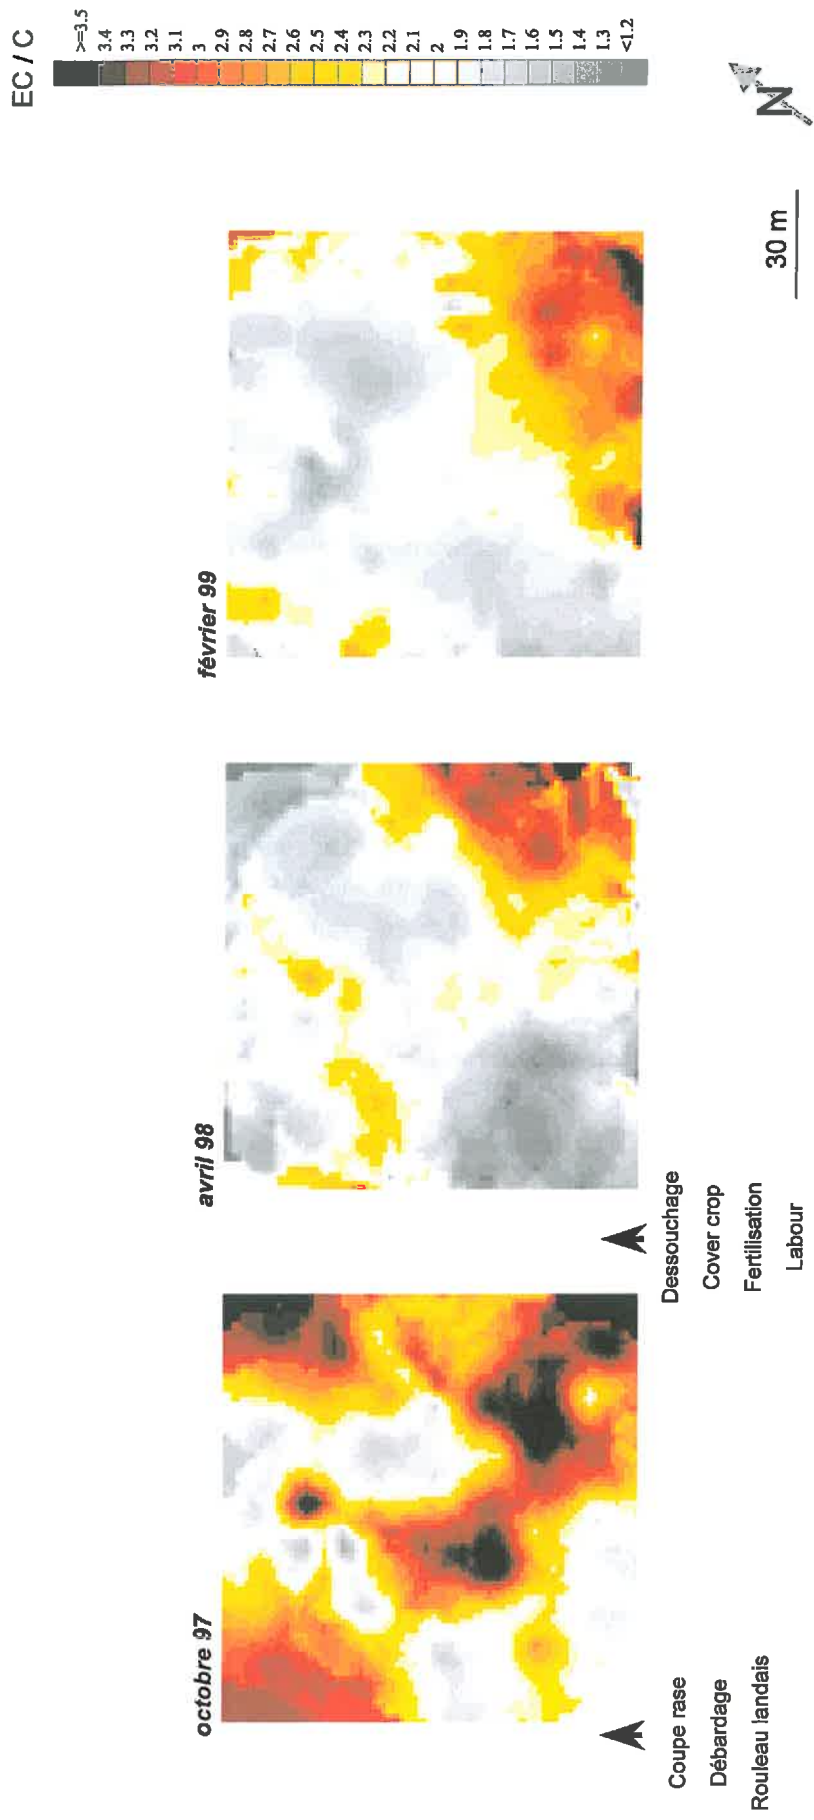 EC / C
>=3.5
3.4
3.3
3.2
3.1
3
2.9
2.8
2.7
2.6
2.5
2.4
2.3
2.2
2.1
2
1.9
1.8
1.7
1.6
1.5
1.4
1.3
<1.2
octobre 97
avril 98
février 99
Coupe rase
Débardage
Rouleau landais
Dessouchage
Cover crop
Fertilisation
Labour
30 m
N